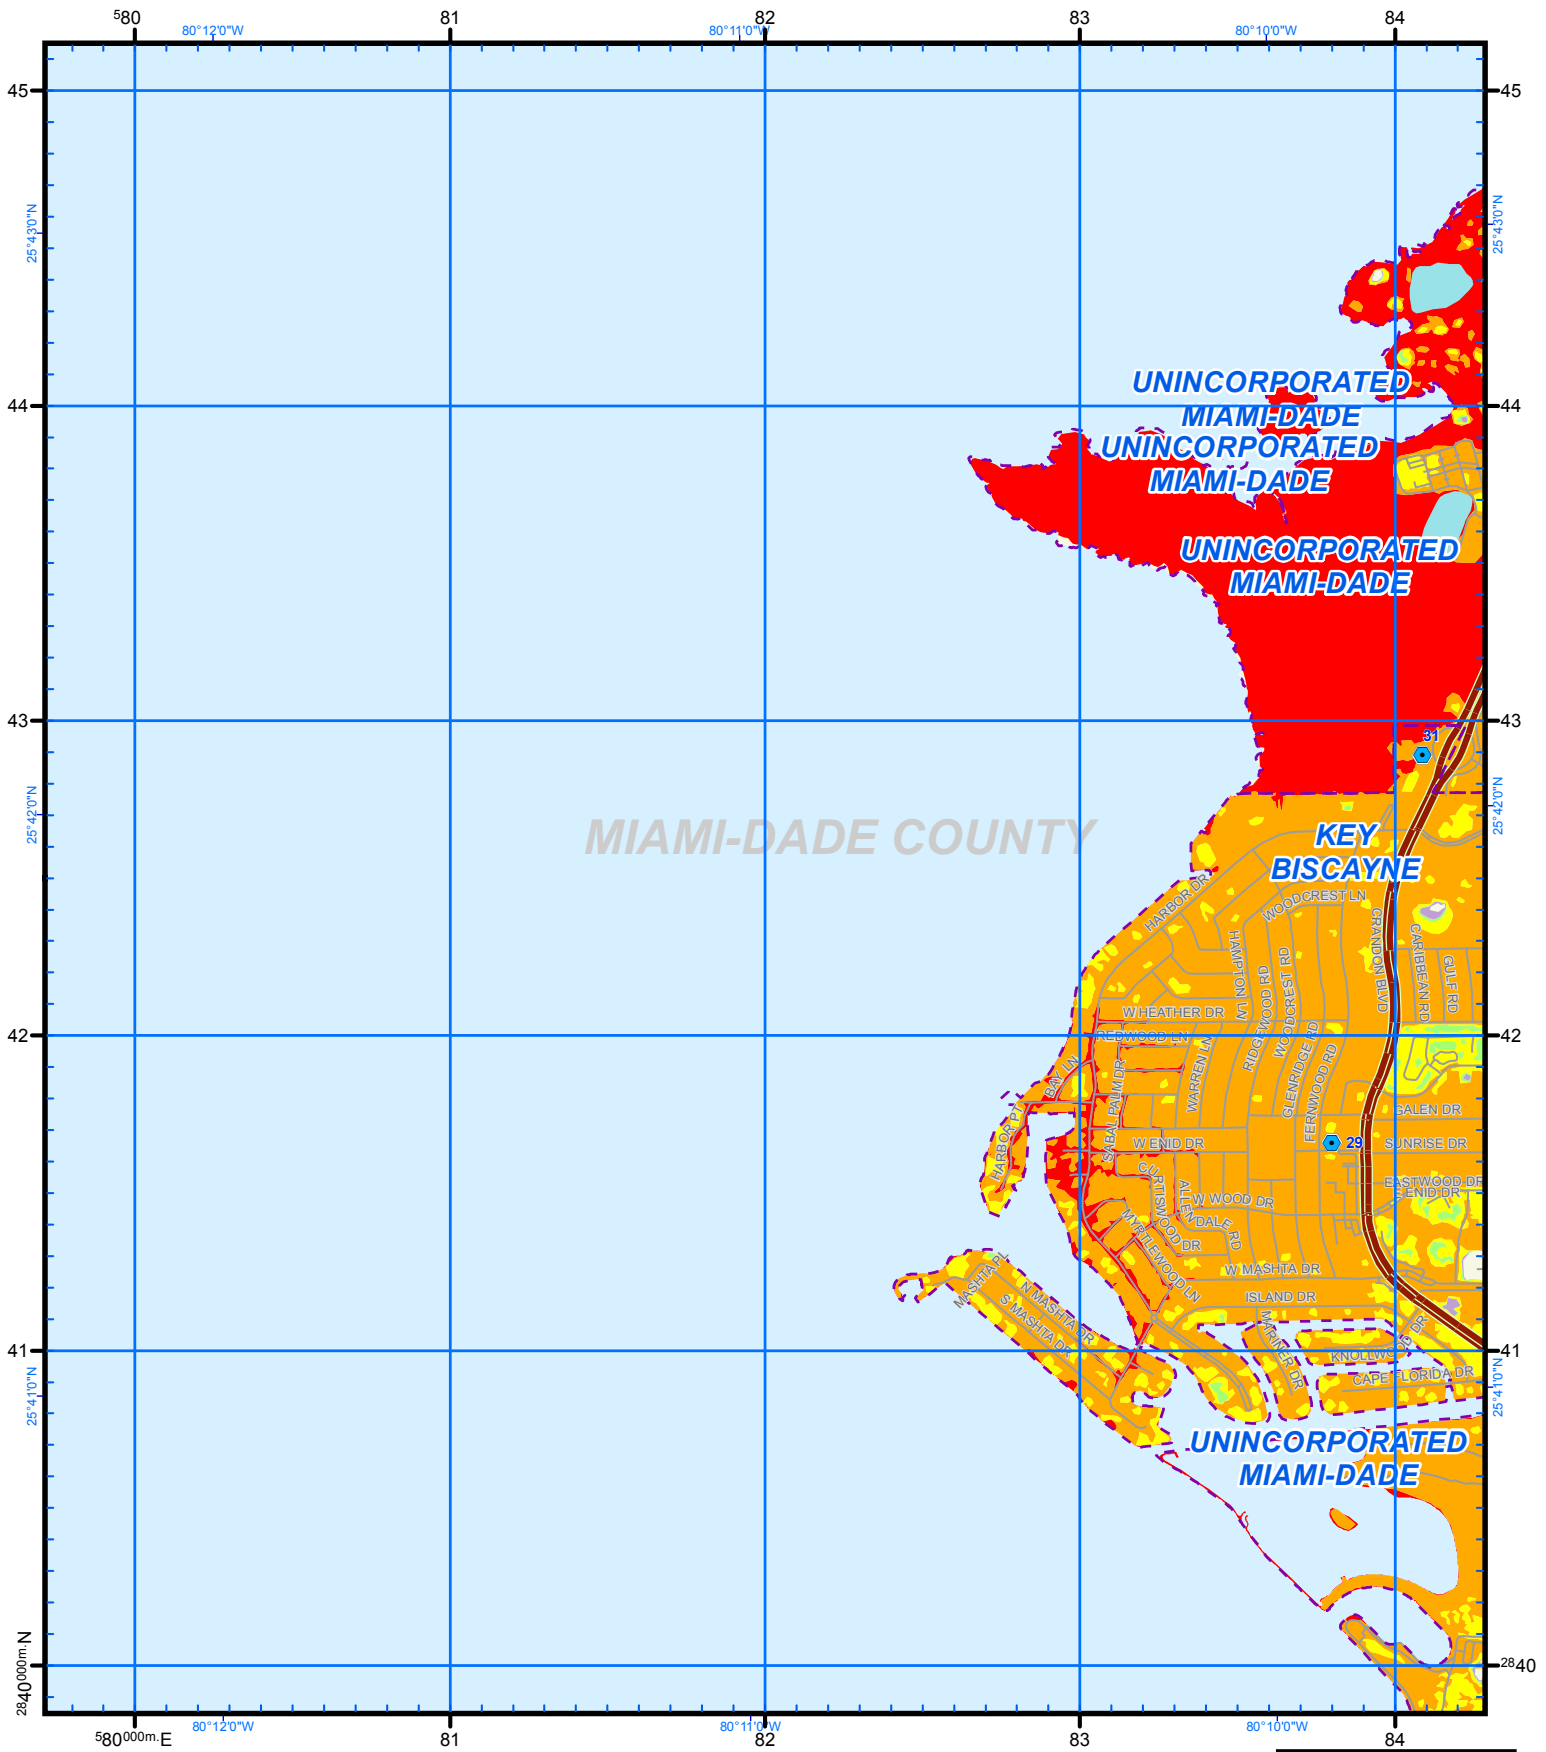 580 81 82 83 84
80°12'0"W 80°11'0"W 80°10'0"W
45 45
25°43'0"N 25°43'0"N
UNINCORPORATED
44 44
MIAMI-DADE
UNINCORPORATED
MIAMI-DADE
UNINCORPORATED
MIAMI-DADE
43 43
31
25°42'0"N 25°42'0"N
MIAMI-DADE COUNTY
KEY
BISCAYNE
HARBOR DR
WOODCREST LN
CRANDON BLVD
CARIBBEAN RD
GULF RD
HAMPTON LN
RIDGEWOOD RD
WOODCREST RD
W HEATHER DR
42 42
REDWOOD LN
BAY LN
SABAL PALM DR
WARREN LN
GLENRIDGE RD
FERNWOOD RD
GALEN DR
HARBOR PT
W ENID DR
29
SUNRISE DR
EASTWOOD DR
E ENID DR
CURTISWOOD DR
ALLENDALE RD
W WOOD DR
MYRTLEWOOD LN
W MASHTA DR
MASHTA PL
N MASHTA DR
S MASHTA DR
ISLAND DR
MARINER DR
KNOLLWOOD DR
41 41
CAPE FLORIDA DR
25°41'0"N 25°41'0"N
UNINCORPORATED
MIAMI-DADE
2840000m.N 2840
80°12'0"W 80°11'0"W 80°10'0"W
580000m.E 81 82 83 84